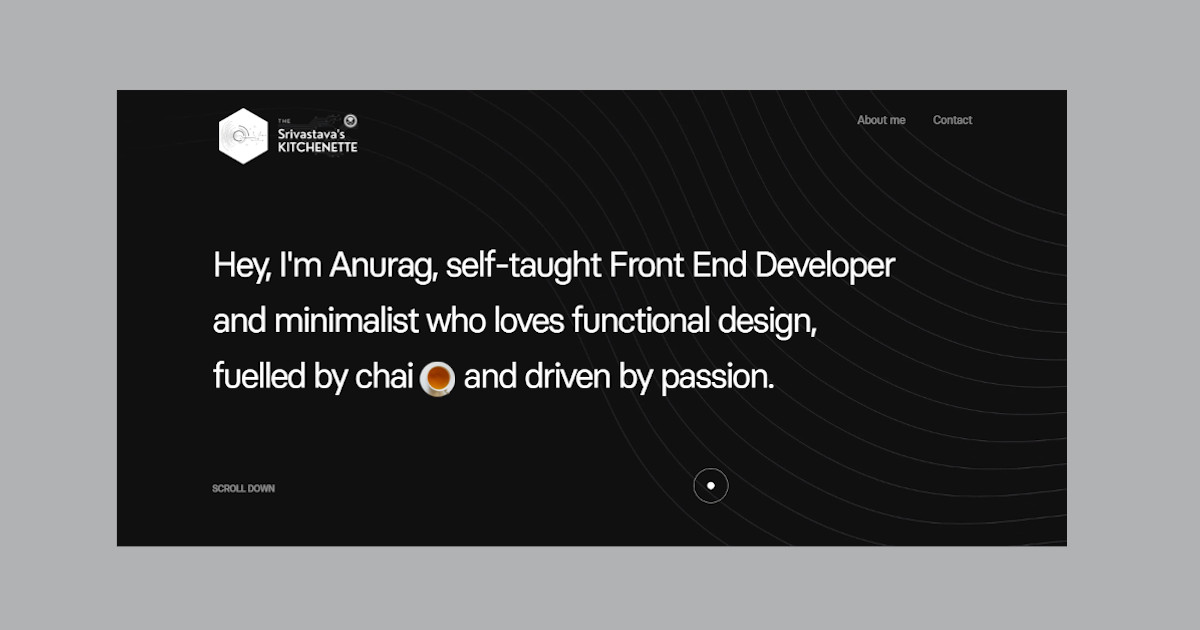 THE
Srivastava's
KITCHENETTE
About me
Contact
Hey, I'm Anurag, self-taught Front End Developer
and minimalist who loves functional design,
fuelled by chai and driven by passion.
SCROLL DOWN